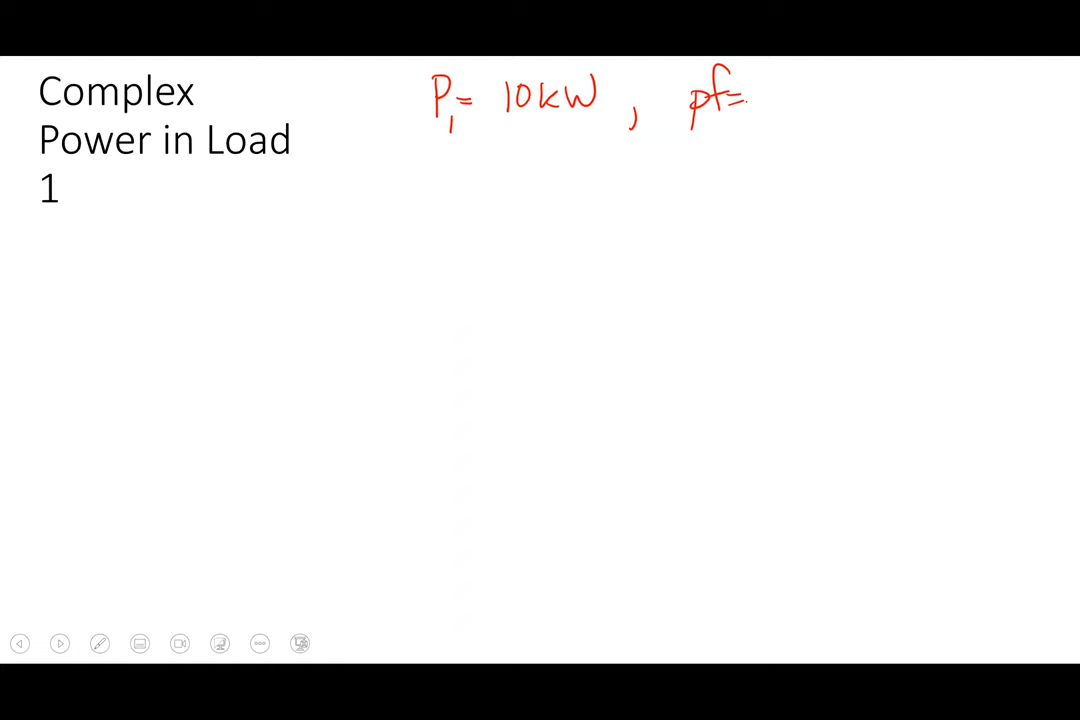 Complex
Power in Load
1
P₁ = 10kW , pf=